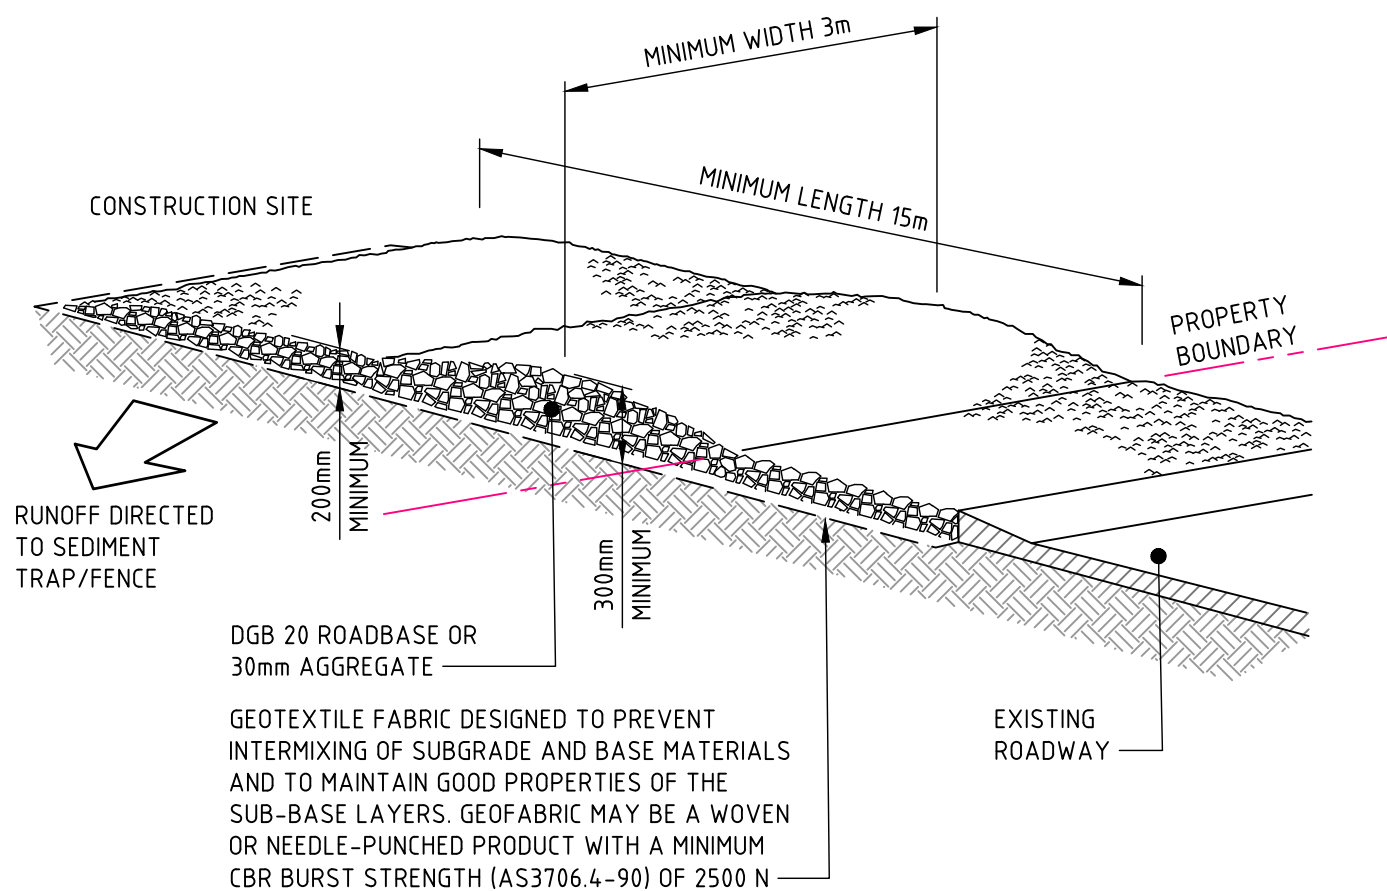 MINIMUM WIDTH 3m
MINIMUM LENGTH 15m
CONSTRUCTION SITE
PROPERTY
BOUNDARY
200mm
MINIMUM
300mm
MINIMUM
RUNOFF DIRECTED
TO SEDIMENT
TRAP/FENCE
DGB 20 ROADBASE OR
30mm AGGREGATE
GEOTEXTILE FABRIC DESIGNED TO PREVENT
INTERMIXING OF SUBGRADE AND BASE MATERIALS
AND TO MAINTAIN GOOD PROPERTIES OF THE
SUB-BASE LAYERS. GEOFABRIC MAY BE A WOVEN
OR NEEDLE-PUNCHED PRODUCT WITH A MINIMUM
CBR BURST STRENGTH (AS3706.4-90) OF 2500 N
EXISTING
ROADWAY